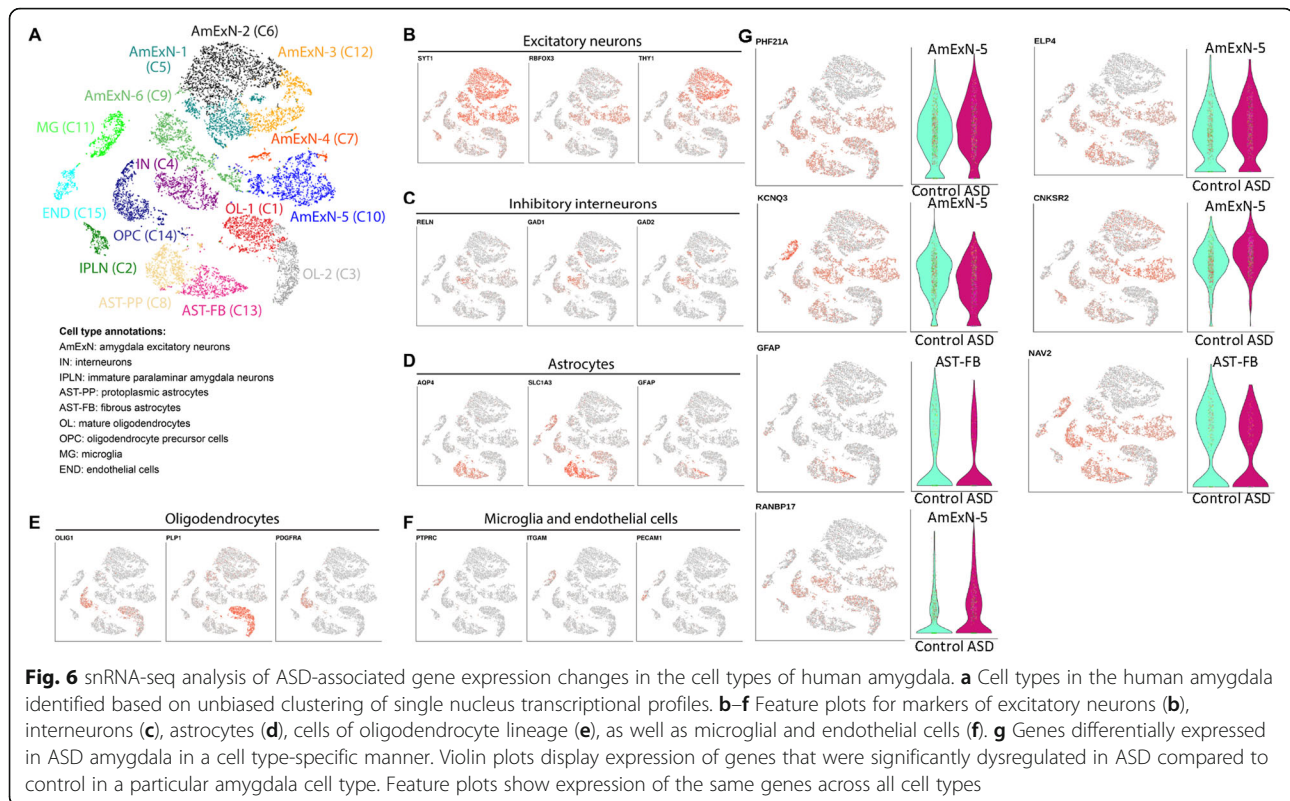 A
AmExN-2 (C6)
AmExN-1
(C5)
AmExN-3 (C12)
AmExN-6 (C9)
MG (C11)
AmExN-4 (C7)
IN (C4)
END (C15)
OL-1 (C1)
AmExN-5 (C10)
OPC (C14)
IPLN (C2)
OL-2 (C3)
AST-PP (C8)
AST-FB (C13)
Cell type annotations:
AmExN: amygdala excitatory neurons
IN: interneurons
IPLN: immature paralaminar amygdala neurons
AST-PP: protoplasmic astrocytes
AST-FB: fibrous astrocytes
OL: mature oligodendrocytes
OPC: oligodendrocyte precursor cells
MG: microglia
END: endothelial cells
B
Excitatory neurons
SYT1 RBFOX3 THY1
C
Inhibitory interneurons
RELN GAD1 GAD2
D
Astrocytes
AQP4 SLC1A3 GFAP
E
Oligodendrocytes
OLIG1 PLP1 PDGFRA
F
Microglia and endothelial cells
PTPRC ITGAM PECAM1
G
PHF21A
AmExN-5
Control ASD
ELP4
AmExN-5
Control ASD
KCNQ3
AmExN-5
Control ASD
CNKSR2
AmExN-5
Control ASD
GFAP
AST-FB
Control ASD
NAV2
AST-FB
Control ASD
RANBP17
AmExN-5
Control ASD
Fig. 6 snRNA-seq analysis of ASD-associated gene expression changes in the cell types of human amygdala. a Cell types in the human amygdala
identified based on unbiased clustering of single nucleus transcriptional profiles. b–f Feature plots for markers of excitatory neurons (b),
interneurons (c), astrocytes (d), cells of oligodendrocyte lineage (e), as well as microglial and endothelial cells (f). g Genes differentially expressed
in ASD amygdala in a cell type-specific manner. Violin plots display expression of genes that were significantly dysregulated in ASD compared to
control in a particular amygdala cell type. Feature plots show expression of the same genes across all cell types